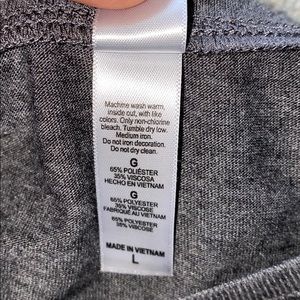 Machine wash warm,
inside out, with like
colors. Only non-chlorine
bleach. Tumble dry low.
Medium iron.
Do not iron decoration.
Do not dry clean.
G
65% POLIÉSTER
35% VISCOSA
HECHO EN VIETNAM
G
65% POLYESTER
35% VISCOSE
FABRIQUÉ AU VIETNAM
65% POLYESTER
35% VISCOSE
MADE IN VIETNAM
L